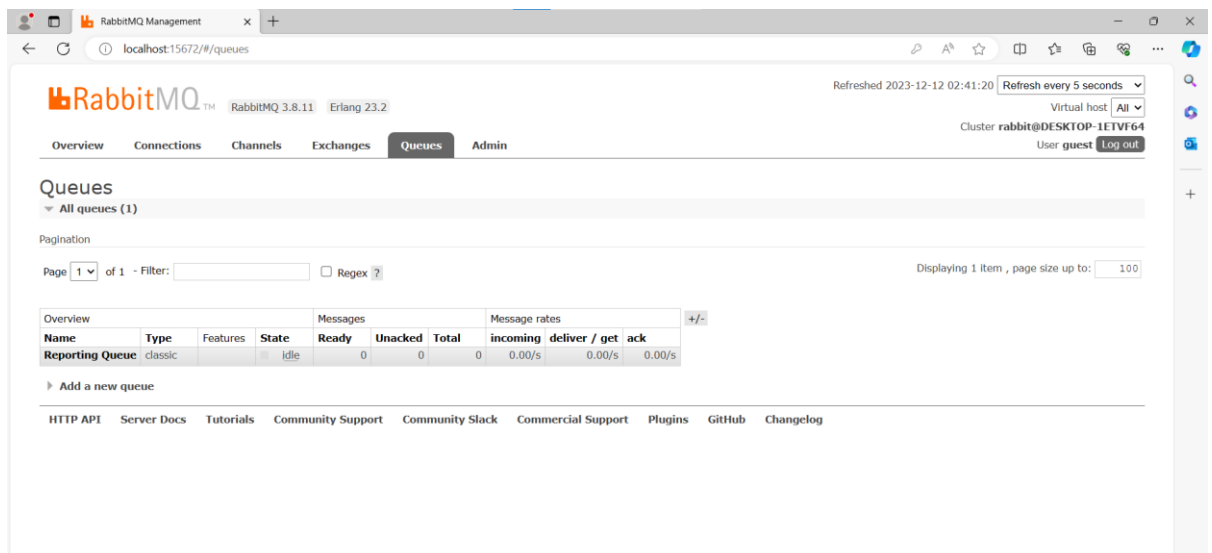 RabbitMQ Management
localhost:15672/#/queues
RabbitMQ TM RabbitMQ 3.8.11 Erlang 23.2
Refreshed 2023-12-12 02:41:20 Refresh every 5 seconds
Virtual host All
Cluster rabbit@DESKTOP-1ETVF64
User guest Log out
Overview Connections Channels Exchanges Queues Admin
Queues
All queues (1)
Pagination
Page 1 of 1 - Filter: Regex ? Displaying 1 item , page size up to: 100
Overview Messages Message rates +/-
Name Type Features State Ready Unacked Total incoming deliver / get ack
Reporting Queue classic idle 0 0 0 0.00/s 0.00/s 0.00/s
Add a new queue
HTTP API Server Docs Tutorials Community Support Community Slack Commercial Support Plugins GitHub Changelog